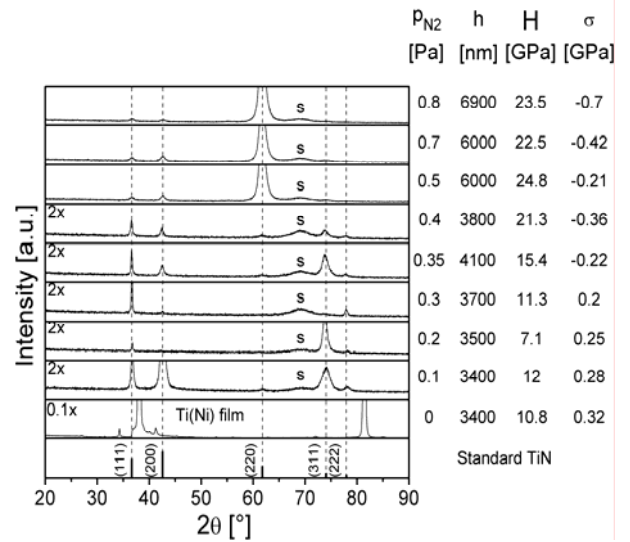 pN2 h H σ
[Pa] [nm] [GPa] [GPa]
s 0.8 6900 23.5 -0.7
s 0.7 6000 22.5 -0.42
s 0.5 6000 24.8 -0.21
2x s 0.4 3800 21.3 -0.36
2x s 0.35 4100 15.4 -0.22
2x s 0.3 3700 11.3 0.2
2x s 0.2 3500 7.1 0.25
2x s 0.1 3400 12 0.28
0.1x Ti(Ni) film 0 3400 10.8 0.32
(111) (200) (220) (311) (222) Standard TiN
20 30 40 50 60 70 80 90
2θ [°]
Intensity [a.u.]